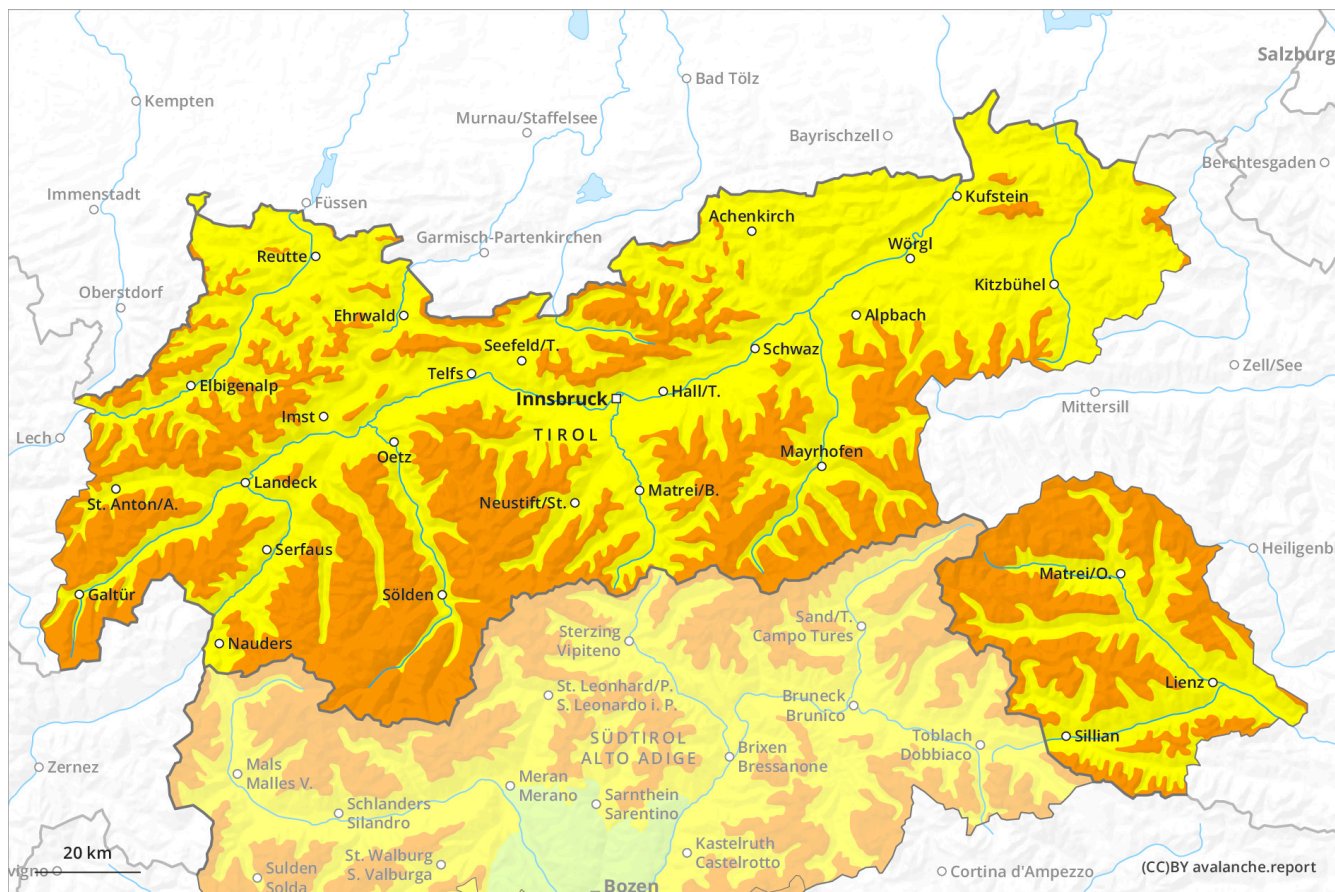 Salzburg
Bad Tölz
Kempten
Murnau/Staffelsee
Bayrischzell
Berchtesgaden
Immenstadt
Füssen
Kufstein
Achenkirch
Garmisch-Partenkirchen
Wörgl
Reutte
Kitzbühel
Oberstdorf
Ehrwald
Alpbach
Seefeld/T.
Schwaz
Zell/See
Telfs
Elbigenalp
Innsbruck
Hall/T.
Mittersill
Imst
TIROL
Lech
Oetz
Mayrhofen
Landeck
Matrei/B.
St. Anton/A.
Neustift/St.
Serfaus
Heiligenb
Matrei/O.
Galtür
Sölden
Sand/T.
Campo Tures
Sterzing
Vipiteno
Nauders
Lienz
St. Leonhard/P.
S. Leonardo i. P.
Bruneck
Brunico
Sillian
SÜDTIROL
ALTO ADIGE
Toblach
Dobbiaco
Brixen
Bressanone
Zernez
Mals
Malles V.
Meran
Merano
Sarnthein
Sarentino
Schlanders
Silandro
Kastelruth
Castelrotto
20 km
St. Walburg
S. Valburga
vigno
Sulden
Solda
Cortina d'Ampezzo
(CC)BY avalanche.report
Bozen